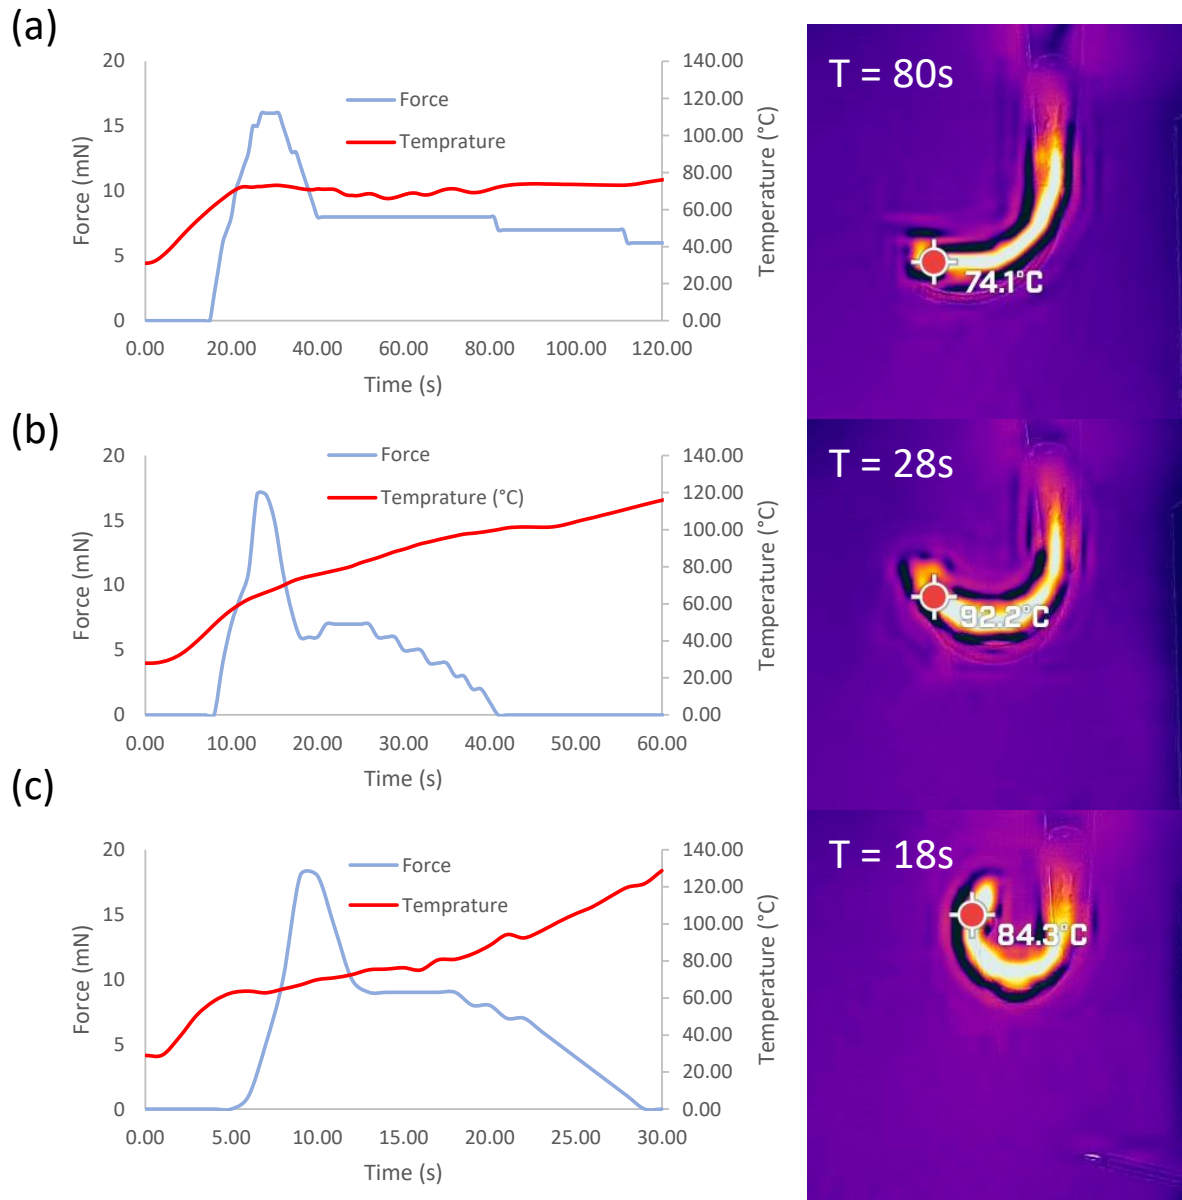 (a)
20
15
10
5
0
Force (mN)
140.00
120.00
100.00
80.00
60.00
40.00
20.00
0.00
Temperature (°C)
Force
Temprature
0.00 20.00 40.00 60.00 80.00 100.00 120.00
Time (s)
T = 80s
74.1°C
(b)
20
15
10
5
0
Force (mN)
140.00
120.00
100.00
80.00
60.00
40.00
20.00
0.00
Temperature (°C)
Force
Temprature (°C)
0.00 10.00 20.00 30.00 40.00 50.00 60.00
Time (s)
T = 28s
92.2°C
(c)
20
15
10
5
0
Force (mN)
140.00
120.00
100.00
80.00
60.00
40.00
20.00
0.00
Temperature (°C)
Force
Temprature
0.00 5.00 10.00 15.00 20.00 25.00 30.00
Time (s)
T = 18s
84.3°C